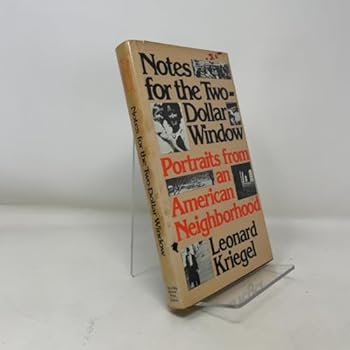 Notes
for the Two-
Dollar
Window
Portraits from
an
American
Neighborhood
Leonard
Kriegel
Notes for the Two-Dollar Window